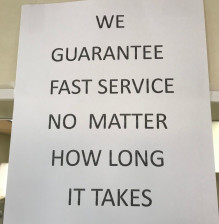 WE
GUARANTEE
FAST SERVICE
NO MATTER
HOW LONG
IT TAKES